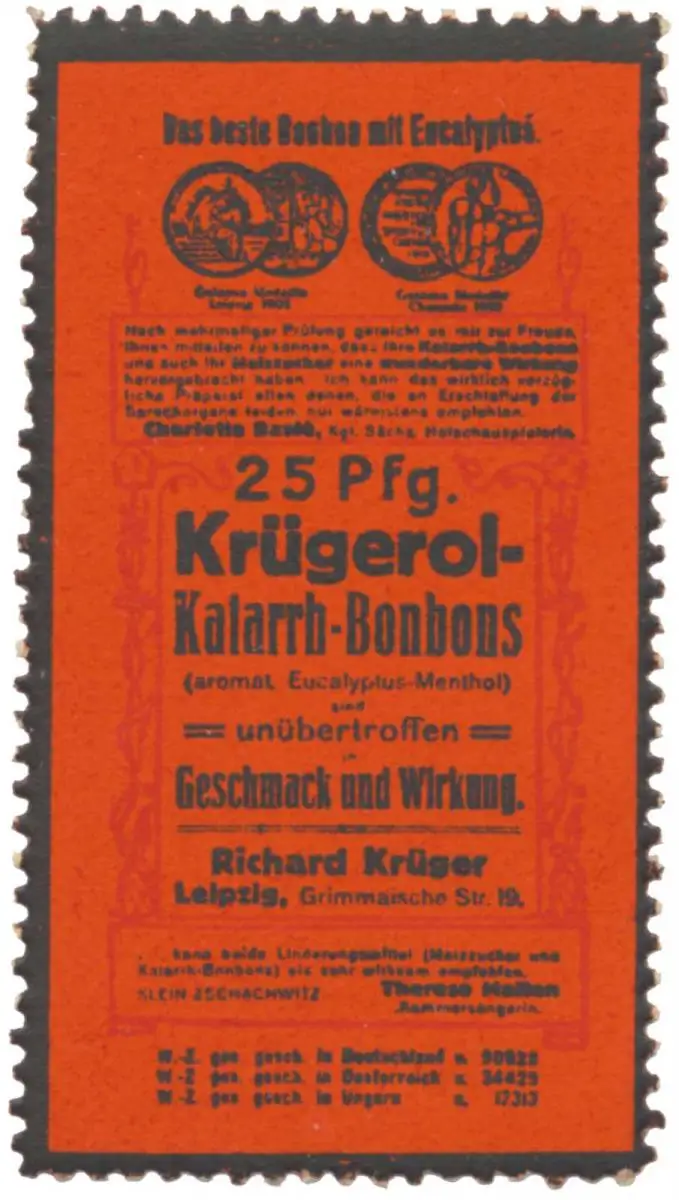 Das beste Bonbon mit Eucalyptus.
Goldene Medaille Goldene Medaille
Leipzig Chemnitz
Nach mehrmaliger Prüfung gereicht es mir zur Freude,
Ihnen mitteilen zu können, dass Ihre Katarrh-Bonbons
und auch Ihr Malzzucker eine wunderbare Wirkung
hervorgebracht haben. Ich kann das wirklich vorzüg-
liche Präparat allen denen, die an Erschlaffung der
Sprechorgane leiden, nur wärmstens empfehlen.
Charlotte Basté, Kgl. Sächs. Hofschauspielerin.
25 Pfg.
Krügerol-
Katarrh-Bonbons
(aromat. Eucalyptus-Menthol)
sind
unübertroffen
in
Geschmack und Wirkung.
Richard Krüger
Leipzig, Grimmaische Str. 19.
kann beide Linderungsmittel (Malzzucker und
Katarrh-Bonbons) als sehr wirksam empfehlen.
KLEIN ZSCHACHWITZ Therese Malten
Kammersängerin.
W.-Z. ges. gesch. in Deutschland u.
W.-Z. ges. gesch. in Oesterreich u. 34429
W.-Z. ges. gesch. in Ungarn u. 17313